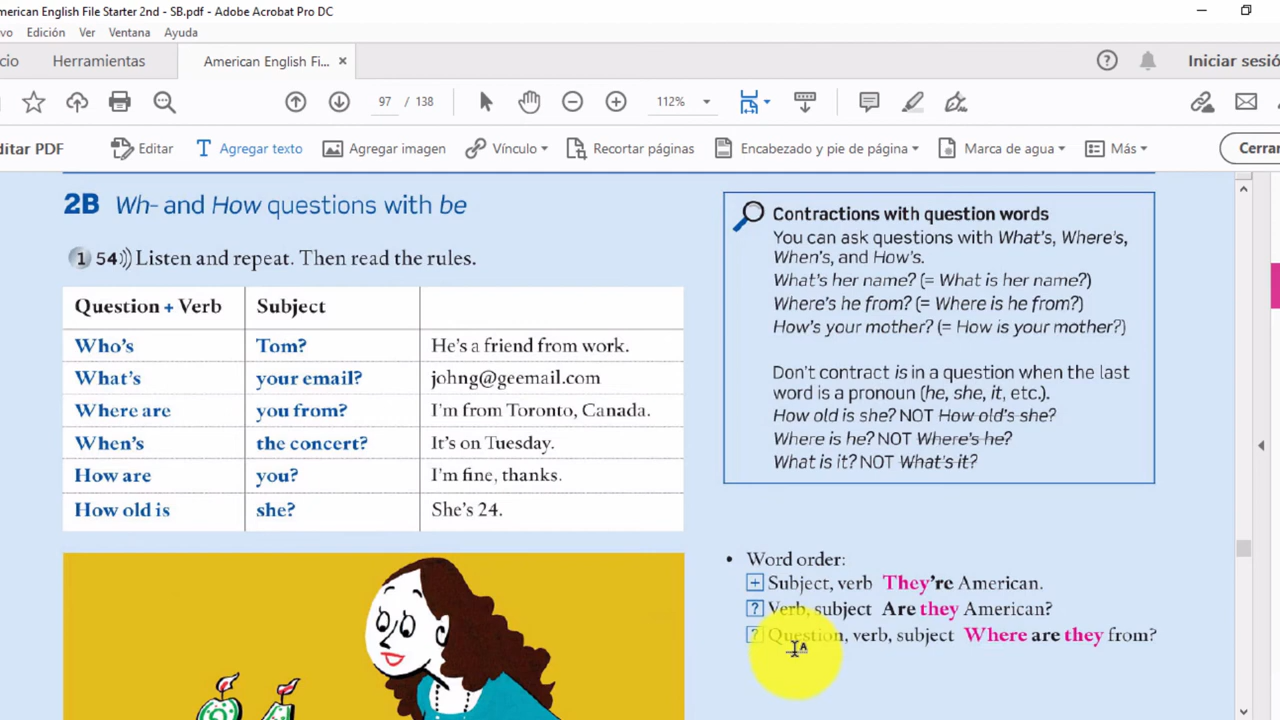 merican English File Starter 2nd - SB.pdf - Adobe Acrobat Pro DC
vo Edición Ver Ventana Ayuda
cio Herramientas American English Fi... × Iniciar sesió
97 / 138 112%
ditar PDF Editar Agregar texto Agregar imagen Vínculo Recortar páginas Encabezado y pie de página Marca de agua Más Cerrar
2B Wh- and How questions with be
1 54 Listen and repeat. Then read the rules.
Question + Verb Subject
Who's Tom? He's a friend from work.
What's your email? johng@geemail.com
Where are you from? I'm from Toronto, Canada.
When's the concert? It's on Tuesday.
How are you? I'm fine, thanks.
How old is she? She's 24.
Contractions with question words
You can ask questions with What's, Where's,
When's, and How's.
What's her name? (= What is her name?)
Where's he from? (= Where is he from?)
How's your mother? (= How is your mother?)
Don't contract is in a question when the last
word is a pronoun (he, she, it, etc.).
How old is she? NOT How old's she?
Where is he? NOT Where's he?
What is it? NOT What's it?
• Word order:
+ Subject, verb They're American.
? Verb, subject Are they American?
? Question, verb, subject Where are they from?